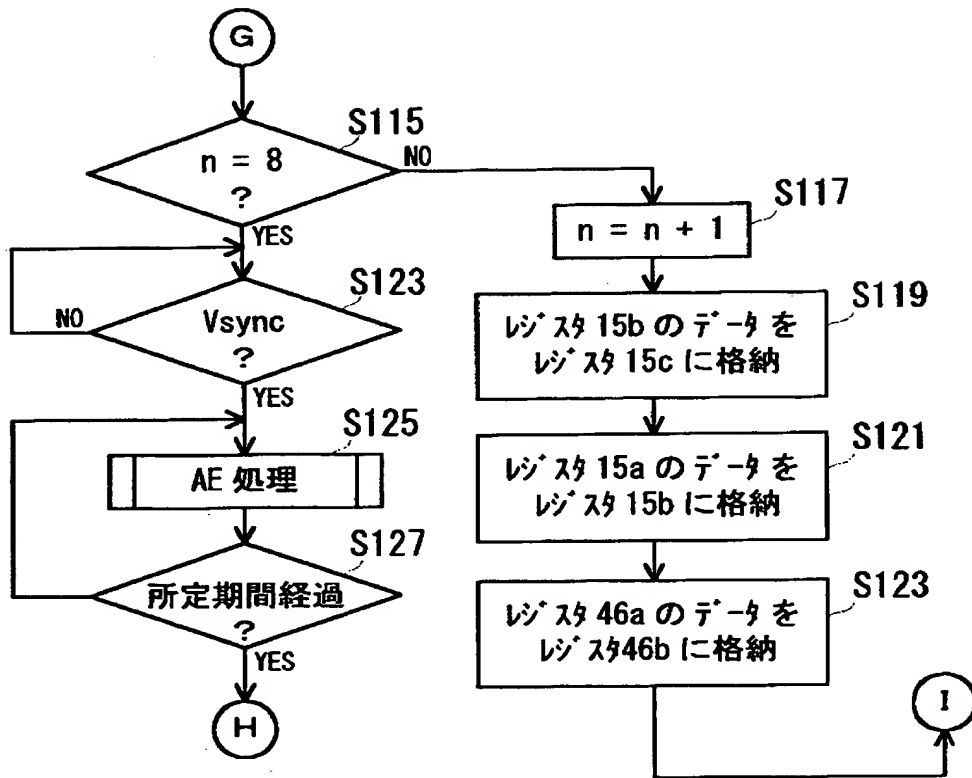 G
S115
n = 8
?
NO
YES
S123
Vsync
?
NO
YES
S125
AE 処理
S127
所定期間経過
?
YES
H
S117
n = n + 1
S119
ﾚｼﾞｽﾀ 15b の ﾃﾞｰﾀ を
ﾚｼﾞｽﾀ 15c に格納
S121
ﾚｼﾞｽﾀ 15a の ﾃﾞｰﾀ を
ﾚｼﾞｽﾀ 15b に格納
S123
ﾚｼﾞｽﾀ 46a の ﾃﾞｰﾀ を
ﾚｼﾞｽﾀ46b に格納
I